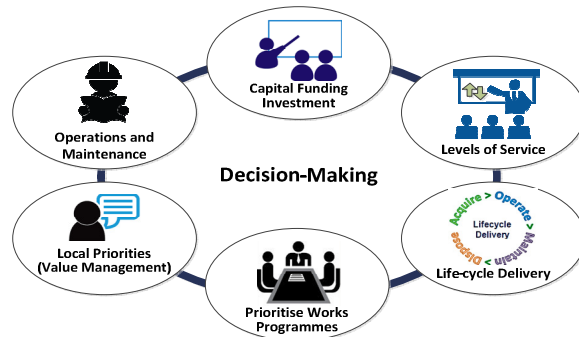 Capital Funding
Investment
Operations and
Maintenance
Levels of Service
Decision-Making
Local Priorities
(Value Management)
Acquire > Operate >
Maintain >
Dispose
Lifecycle
Delivery
Life-cycle Delivery
Prioritise Works
Programmes